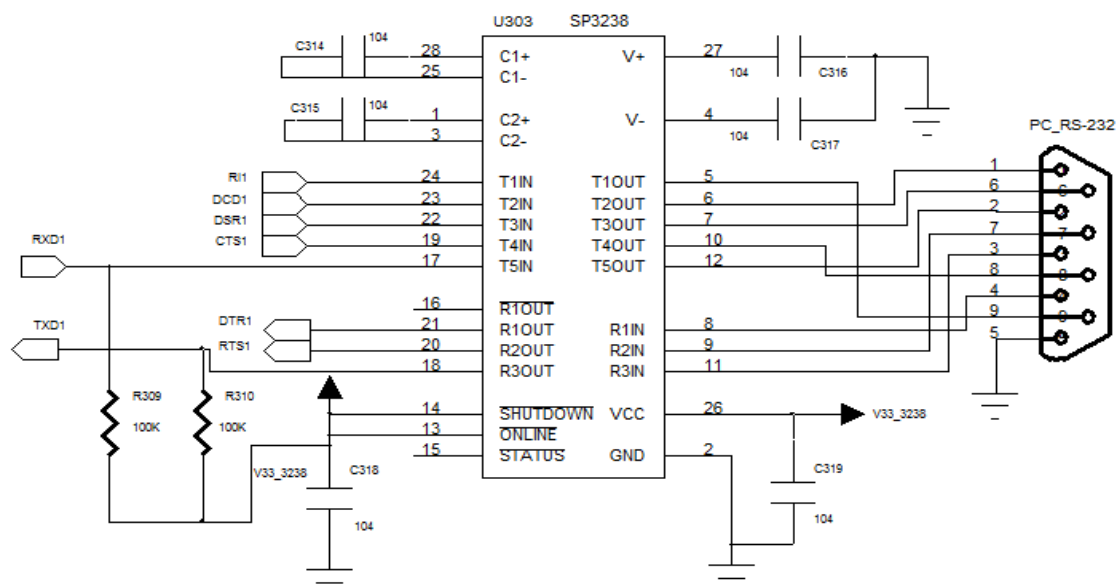 U303 SP3238
C314 104 28 C1+ V+ 27 104 C316
25 C1-
C315 104 1 C2+ V- 4 104 C317
3 C2-
PC_RS-232
RI1 24 T1IN T1OUT 5 1
DCD1 23 T2IN T2OUT 6 6 6
DSR1 22 T3IN T3OUT 7 2
CTS1 19 T4IN T4OUT 10 7 7
RXD1 17 T5IN T5OUT 12 3
8
16 R1OUT 4
TXD1 DTR1 21 R1OUT R1IN 8 9
RTS1 20 R2OUT R2IN 9 5
18 R3OUT R3IN 11
R309 R310 14 SHUTDOWN VCC 26 V33_3238
100K 100K 13 ONLINE
15 STATUS GND 2
V33_3238 C318 C319
104 104